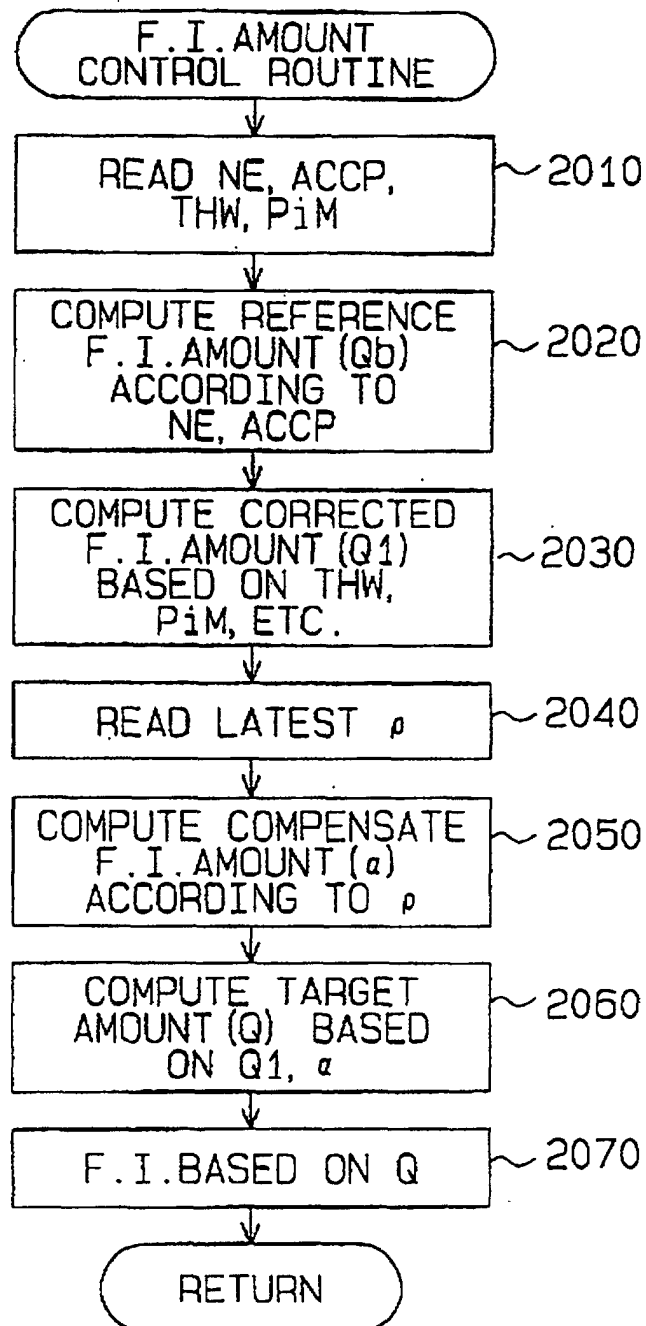 F.I.AMOUNT
CONTROL ROUTINE
READ NE, ACCP,
THW, PiM
2010
COMPUTE REFERENCE
F.I.AMOUNT(Qb)
ACCORDING TO
NE, ACCP
2020
COMPUTE CORRECTED
F.I.AMOUNT(Q1)
BASED ON THW,
PiM, ETC.
2030
READ LATEST ρ
2040
COMPUTE COMPENSATE
F.I.AMOUNT(α)
ACCORDING TO ρ
2050
COMPUTE TARGET
AMOUNT(Q) BASED
ON Q1, α
2060
F.I.BASED ON Q
2070
RETURN